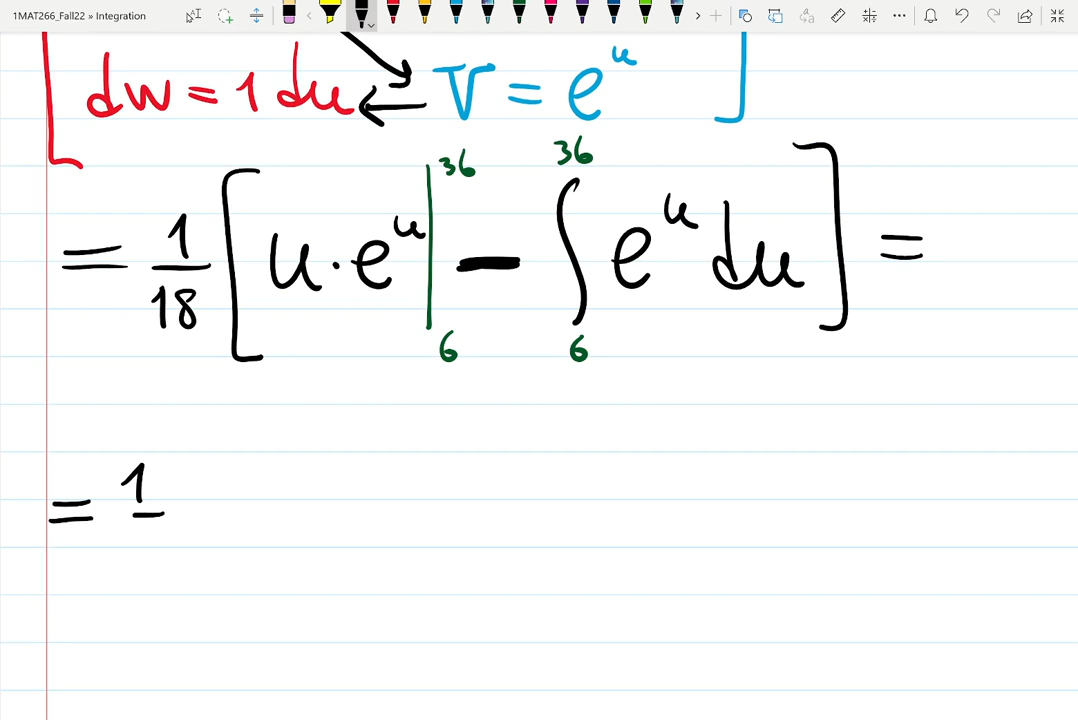 1MAT266_Fall22 » Integration
dw = 1 du V = e^u
= 1/18 [ u · e^u |_6^36 − ∫_6^36 e^u du ] =
= 1